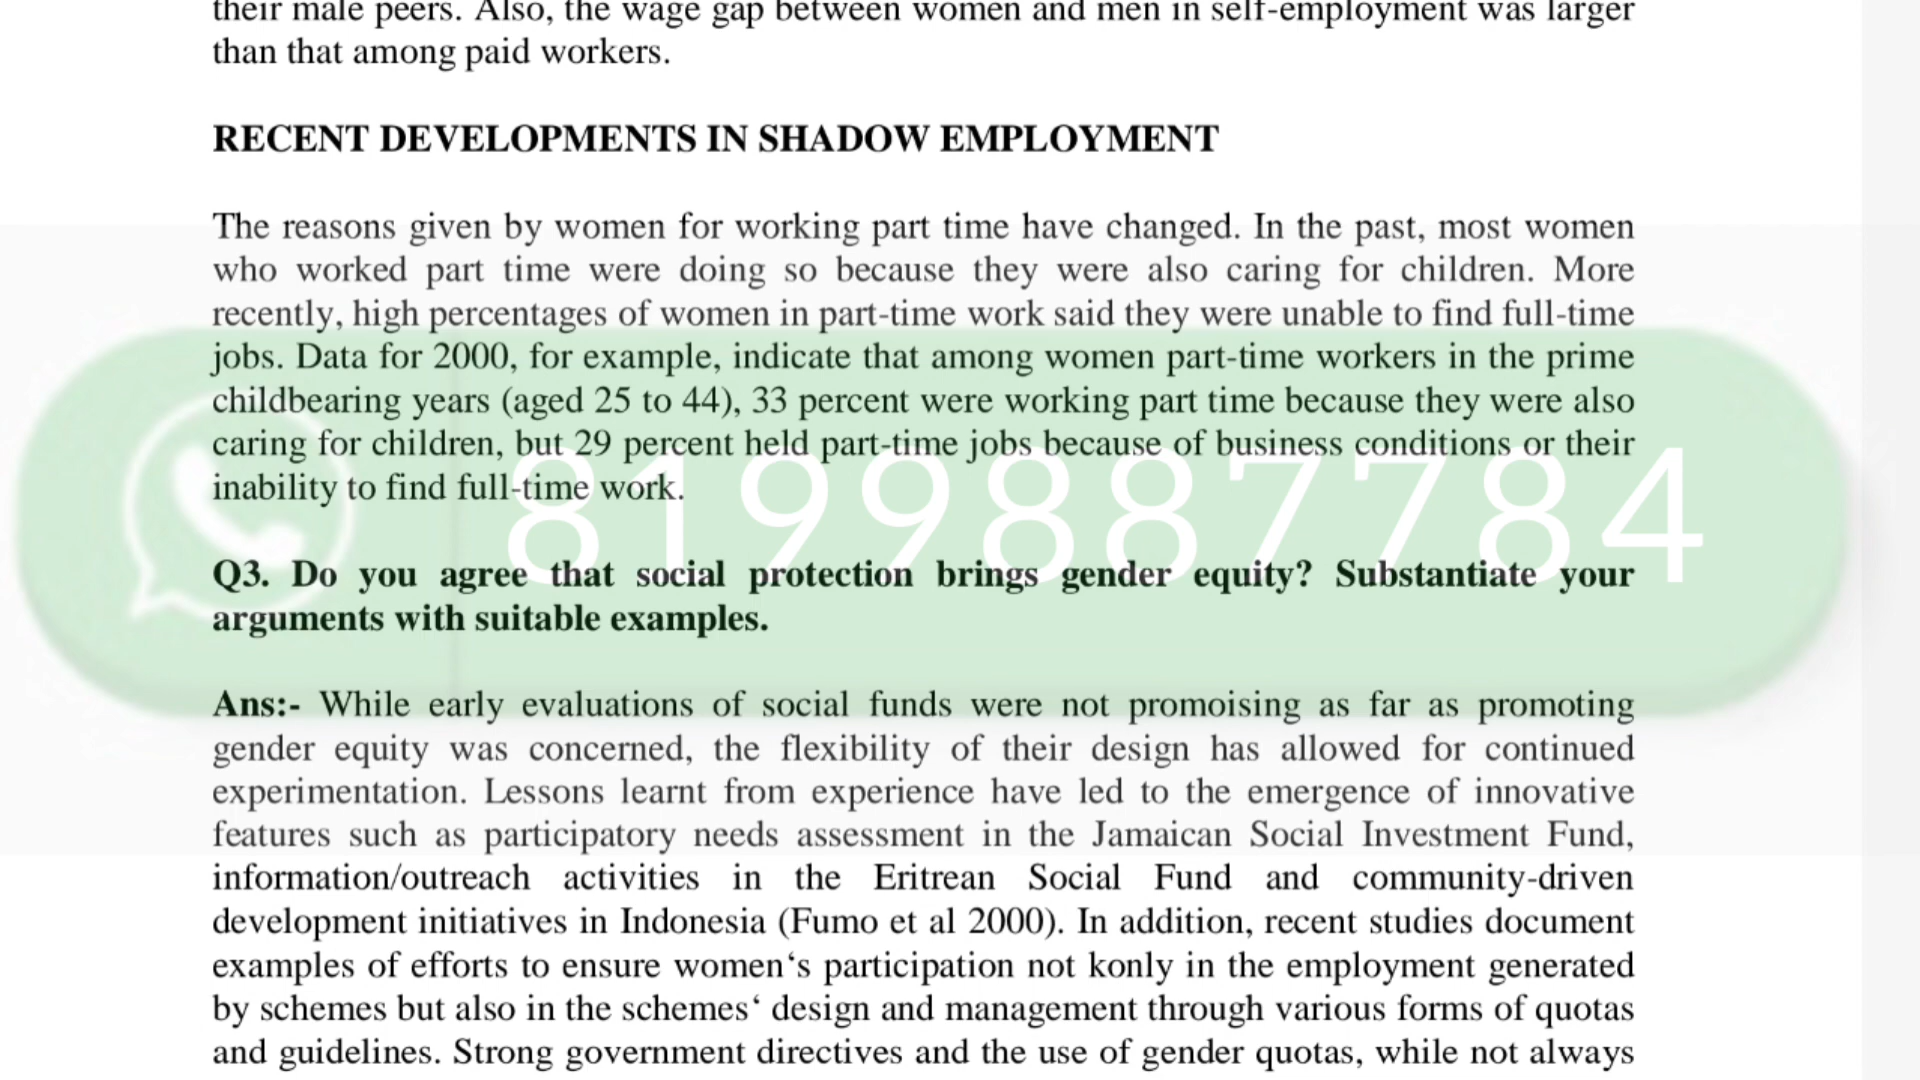 their male peers. Also, the wage gap between women and men in self-employment was larger
than that among paid workers.
RECENT DEVELOPMENTS IN SHADOW EMPLOYMENT
The reasons given by women for working part time have changed. In the past, most women
who worked part time were doing so because they were also caring for children. More
recently, high percentages of women in part-time work said they were unable to find full-time
jobs. Data for 2000, for example, indicate that among women part-time workers in the prime
childbearing years (aged 25 to 44), 33 percent were working part time because they were also
caring for children, but 29 percent held part-time jobs because of business conditions or their
inability to find full-time work.
8199887784
Q3. Do you agree that social protection brings gender equity? Substantiate your
arguments with suitable examples.
Ans:- While early evaluations of social funds were not promoising as far as promoting
gender equity was concerned, the flexibility of their design has allowed for continued
experimentation. Lessons learnt from experience have led to the emergence of innovative
features such as participatory needs assessment in the Jamaican Social Investment Fund,
information/outreach activities in the Eritrean Social Fund and community-driven
development initiatives in Indonesia (Fumo et al 2000). In addition, recent studies document
examples of efforts to ensure women‘s participation not konly in the employment generated
by schemes but also in the schemes‘ design and management through various forms of quotas
and guidelines. Strong government directives and the use of gender quotas, while not always